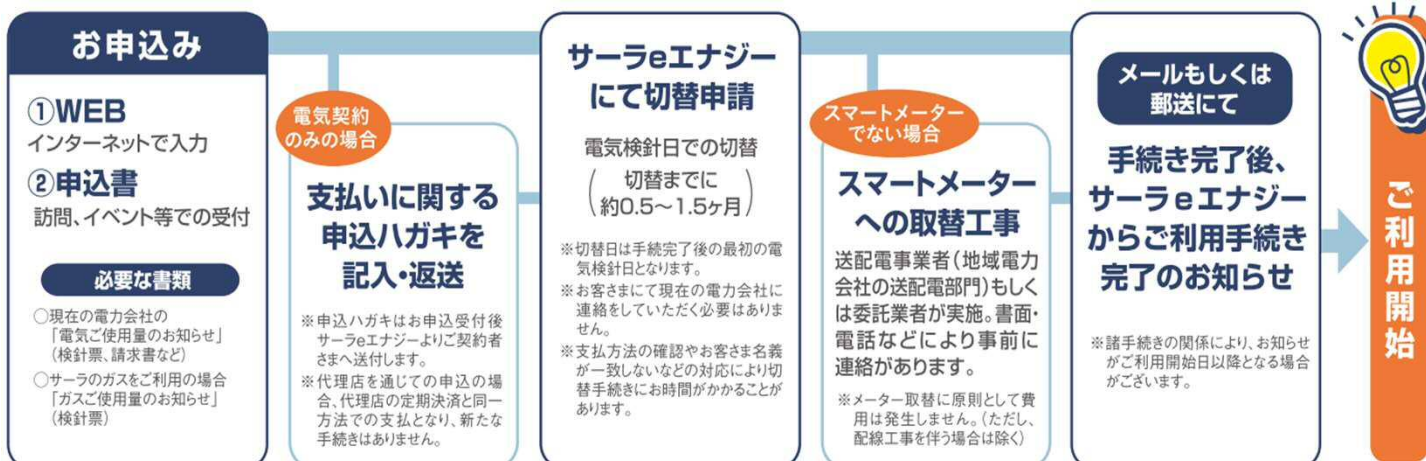 お申込み
①WEB
インターネットで入力
②申込書
訪問、イベント等での受付
必要な書類
○現在の電力会社の
「電気ご使用量のお知らせ」
(検針票、請求書など)
○サーラのガスをご利用の場合
「ガスご使用量のお知らせ」
(検針票)
電気契約
のみの場合
支払いに関する
申込ハガキを
記入・返送
※申込ハガキはお申込受付後
サーラeエナジーよりご契約者
さまへ送付します。
※代理店を通じての申込の場
合、代理店の定期決済と同一
方法での支払となり、新たな
手続きはありません。
サーラeエナジー
にて切替申請
電気検針日での切替
(切替までに
約0.5〜1.5ヶ月)
※切替日は手続完了後の最初の電
気検針日となります。
※お客さまにて現在の電力会社に
連絡をしていただく必要はありま
せん。
※支払方法の確認やお客さま名義
が一致しないなどの対応により切
替手続きにお時間がかかることが
あります。
スマートメーター
でない場合
スマートメーター
への取替工事
送配電事業者(地域電力
会社の送配電部門)もしく
は委託業者が実施。書面・
電話などにより事前に
連絡があります。
※メーター取替に原則として費
用は発生しません。(ただし、
配線工事を伴う場合は除く)
メールもしくは
郵送にて
手続き完了後、
サーラeエナジー
からご利用手続き
完了のお知らせ
※諸手続きの関係により、お知らせ
がご利用開始日以降となる場合
がございます。
ご利用開始